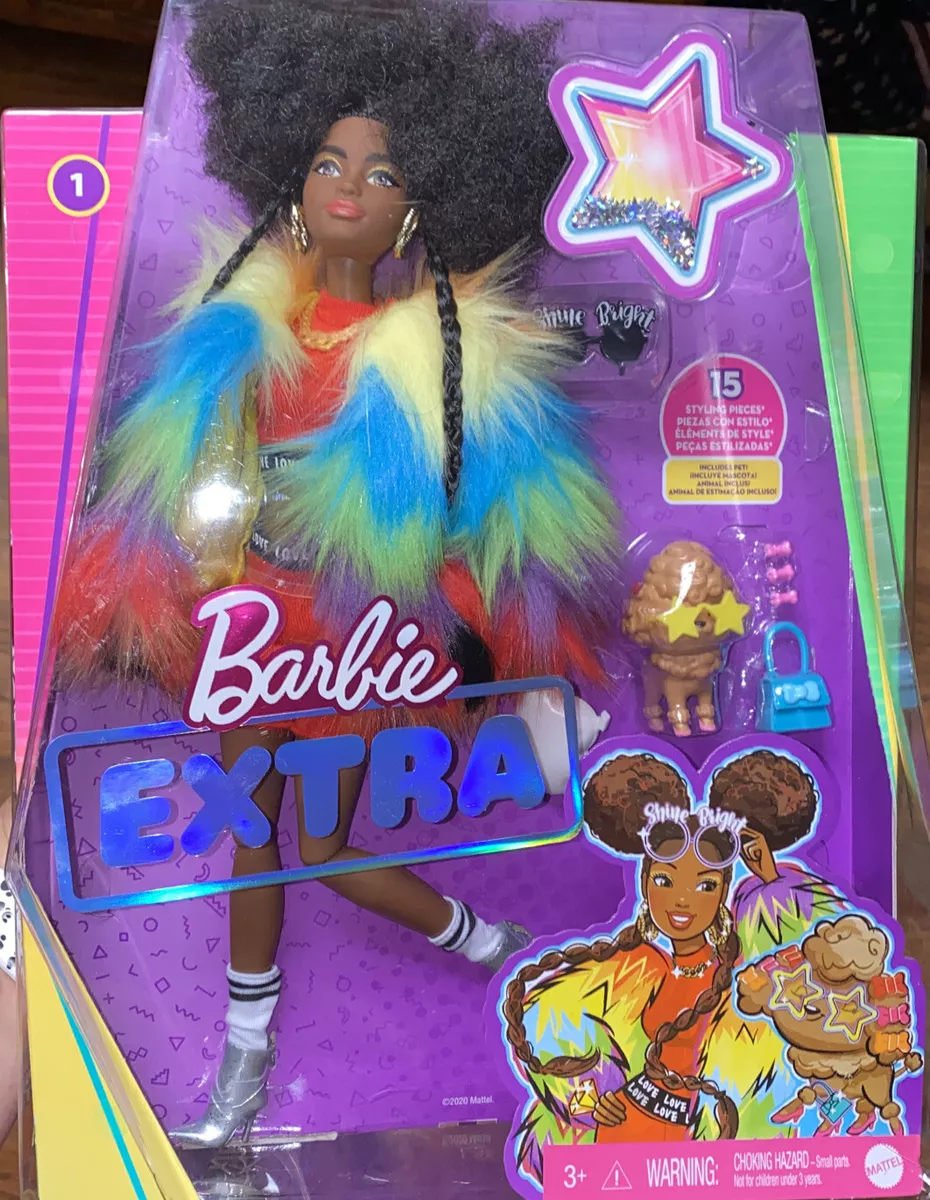 1
Shine Bright
15
STYLING PIECES*
PIEZAS CON ESTILO*
ÉLÉMENTS DE STYLE*
PEÇAS ESTILIZADAS*
INCLUDES PET!
¡INCLUYE MASCOTA!
ANIMAL INCLUS!
ANIMAL DE ESTIMAÇÃO INCLUSO!
LOVE
LOVE
Barbie
EXTRA
Shine Bright
LOVE LOVE
LOVE LOVE L
©2020 Mattel.
3+
WARNING:
CHOKING HAZARD – Small parts.
Not for children under 3 years.
MATTEL